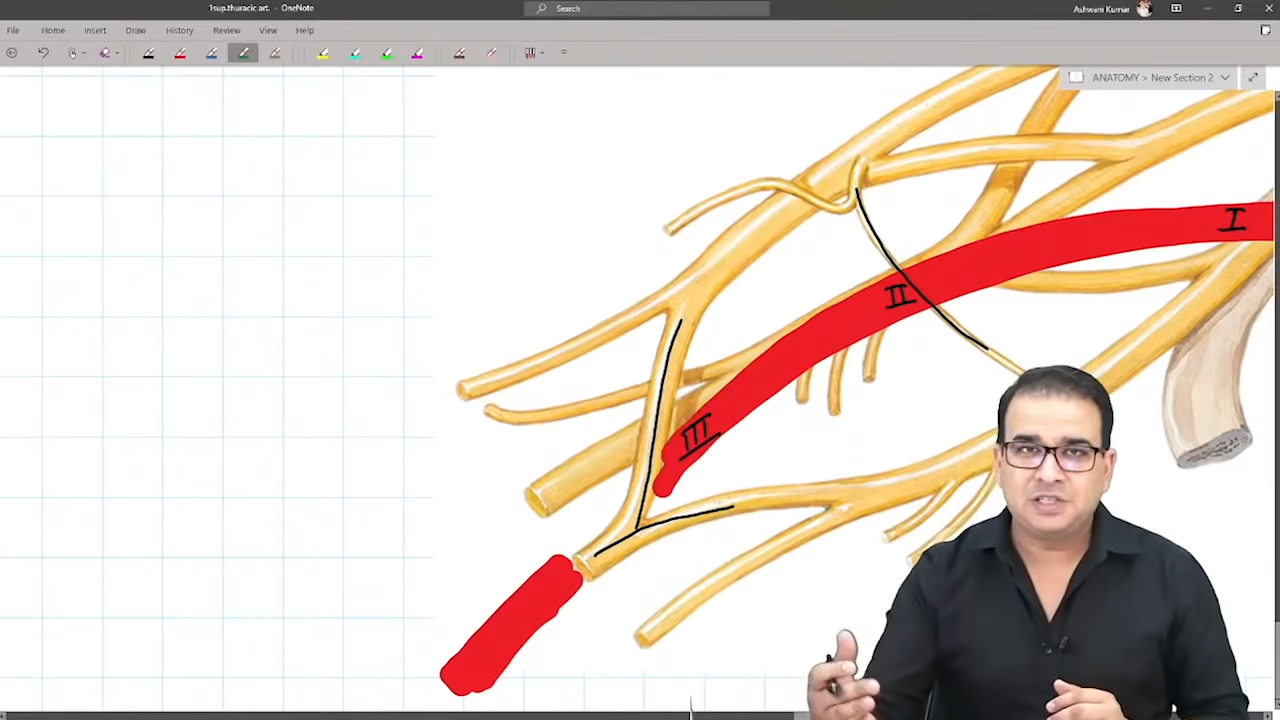 1sup.thoracic art. - OneNote
Search
Ashwani Kumar
File Home Insert Draw History Review View Help
ANATOMY > New Section 2
I
II
III